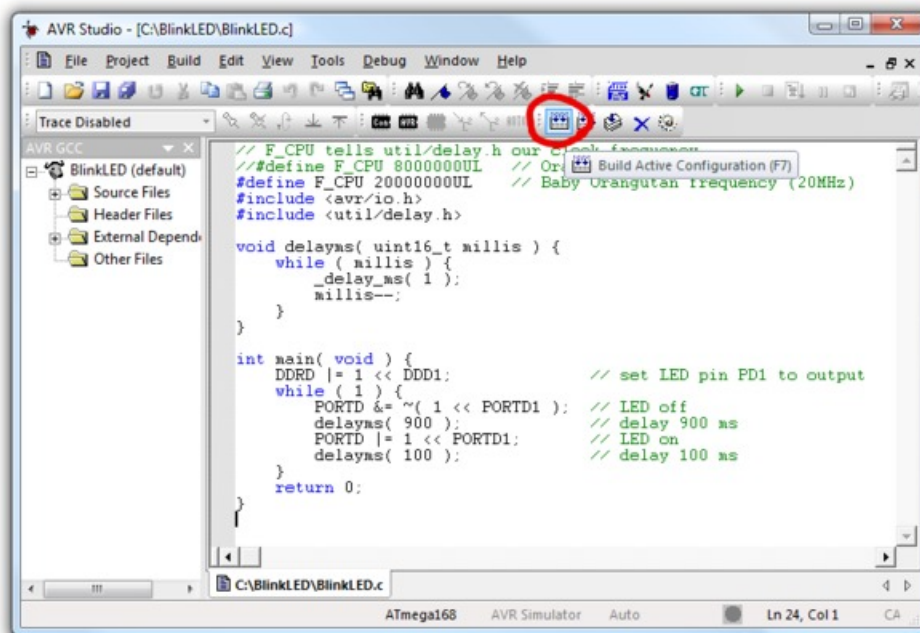 AVR Studio - [C:\BlinkLED\BlinkLED.c]
File Project Build Edit View Tools Debug Window Help
Trace Disabled
AVR GCC
BlinkLED (default)
Source Files
Header Files
External Depend
Other Files
// F_CPU tells util/delay.h our clock frequency
//#define F_CPU 8000000UL // Or
Build Active Configuration (F7)
#define F_CPU 20000000UL // Baby Orangutan frequency (20MHz)
#include <avr/io.h>
#include <util/delay.h>
void delayms( uint16_t millis ) {
while ( millis ) {
_delay_ms( 1 );
millis--;
}
}
int main( void ) {
DDRD |= 1 << DDD1; // set LED pin PD1 to output
while ( 1 ) {
PORTD &= ~( 1 << PORTD1 ); // LED off
delayms( 900 ); // delay 900 ms
PORTD |= 1 << PORTD1; // LED on
delayms( 100 ); // delay 100 ms
}
return 0;
}
C:\BlinkLED\BlinkLED.c
ATmega168 AVR Simulator Auto Ln 24, Col 1 CA